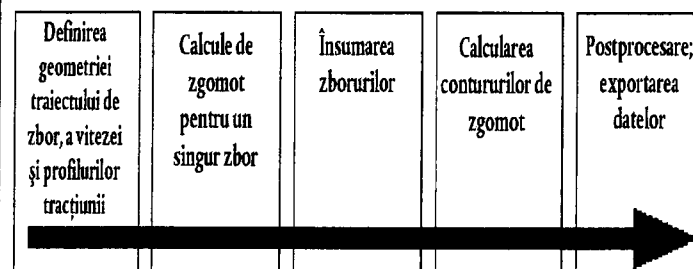 Definirea
geometriei
traiectului de
zbor, a vitezei
și profilurilor
tracțiunii
Calcule de
zgomot
pentru un
singur zbor
Însumarea
zborurilor
Calcularea
contururilor de
zgomot
Postprocesare;
exportarea
datelor